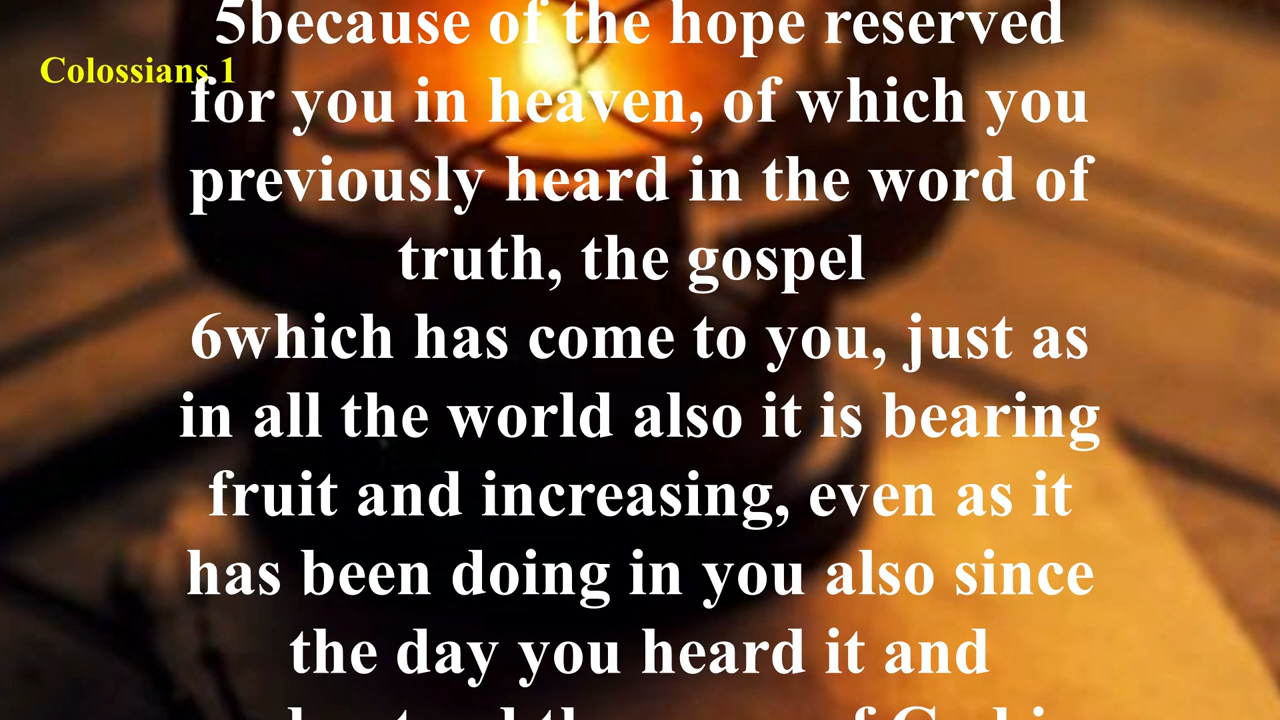 5because of the hope reserved
Colossians 1
for you in heaven, of which you
previously heard in the word of
truth, the gospel
6which has come to you, just as
in all the world also it is bearing
fruit and increasing, even as it
has been doing in you also since
the day you heard it and